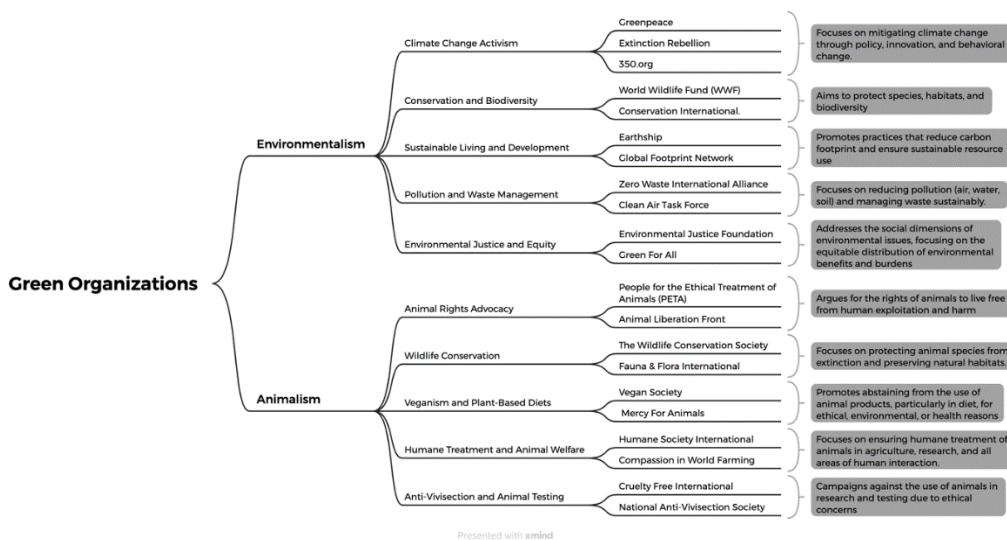 Green Organizations
Environmentalism
Climate Change Activism
Greenpeace
Extinction Rebellion
350.org
Focuses on mitigating climate change
through policy, innovation, and behavioral
change.
Conservation and Biodiversity
World Wildlife Fund (WWF)
Conservation International.
Aims to protect species, habitats, and
biodiversity
Sustainable Living and Development
Earthship
Global Footprint Network
Promotes practices that reduce carbon
footprint and ensure sustainable resource
use
Pollution and Waste Management
Zero Waste International Alliance
Clean Air Task Force
Focuses on reducing pollution (air, water,
soil) and managing waste sustainably.
Environmental Justice and Equity
Environmental Justice Foundation
Green For All
Addresses the social dimensions of
environmental issues, focusing on the
equitable distribution of environmental
benefits and burdens
Animalism
Animal Rights Advocacy
People for the Ethical Treatment of
Animals (PETA)
Animal Liberation Front
Argues for the rights of animals to live free
from human exploitation and harm
Wildlife Conservation
The Wildlife Conservation Society
Fauna & Flora International
Focuses on protecting animal species from
extinction and preserving natural habitats.
Veganism and Plant-Based Diets
Vegan Society
Mercy For Animals
Promotes abstaining from the use of
animal products, particularly in diet, for
ethical, environmental, or health reasons
Humane Treatment and Animal Welfare
Humane Society International
Compassion in World Farming
Focuses on ensuring humane treatment of
animals in agriculture, research, and all
areas of human interaction.
Anti-Vivisection and Animal Testing
Cruelty Free International
National Anti-Vivisection Society
Campaigns against the use of animals in
research and testing due to ethical
concerns
Presented with xmind